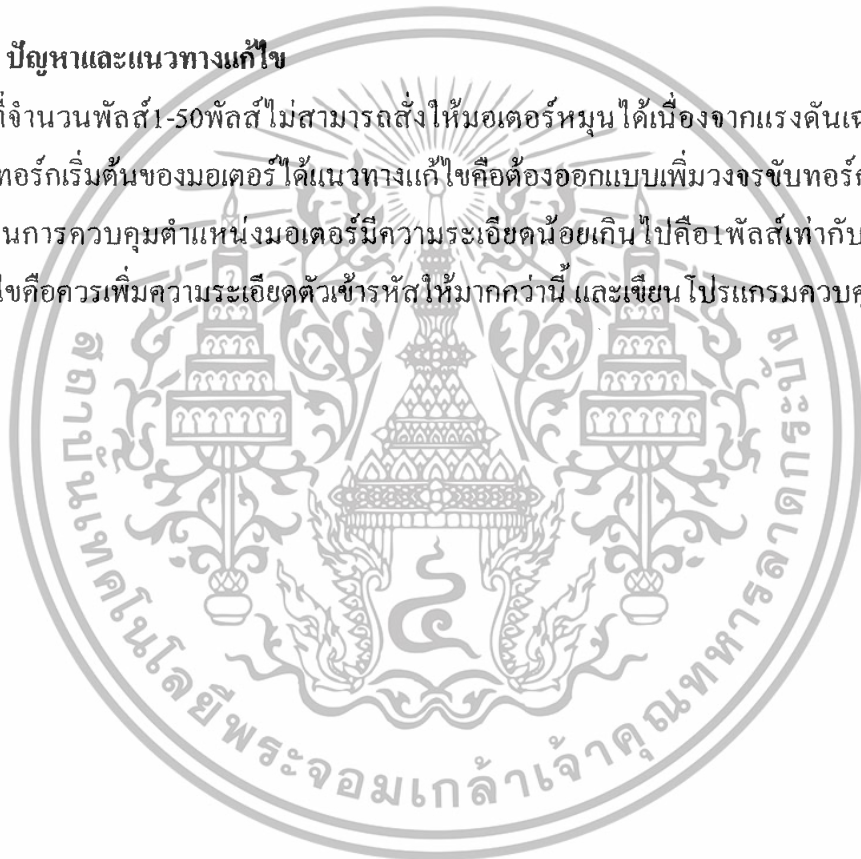 ปัญหาและแนวทางแก้ไข
ที่จำนวนพัลส์1-50พัลส์ไม่สามารถสั่งให้มอเตอร์หมุนได้เนื่องจากแรงดันเฉ
ทอร์กเริ่มต้นของมอเตอร์ได้แนวทางแก้ไขคือต้องออกแบบเพิ่มวงจรขับทอร์ก
นการควบคุมตำแหน่งมอเตอร์มีความระเอียดน้อยเกินไปคือ1พัลส์เท่ากับ
ไขคือควรเพิ่มความระเอียดตัวเข้ารหัสให้มากกว่านี้ และเขียนโปรแกรมควบคุ
สถาบันเทคโนโลยีพระจอมเกล้าเจ้าคุณทหารลาดกระบัง